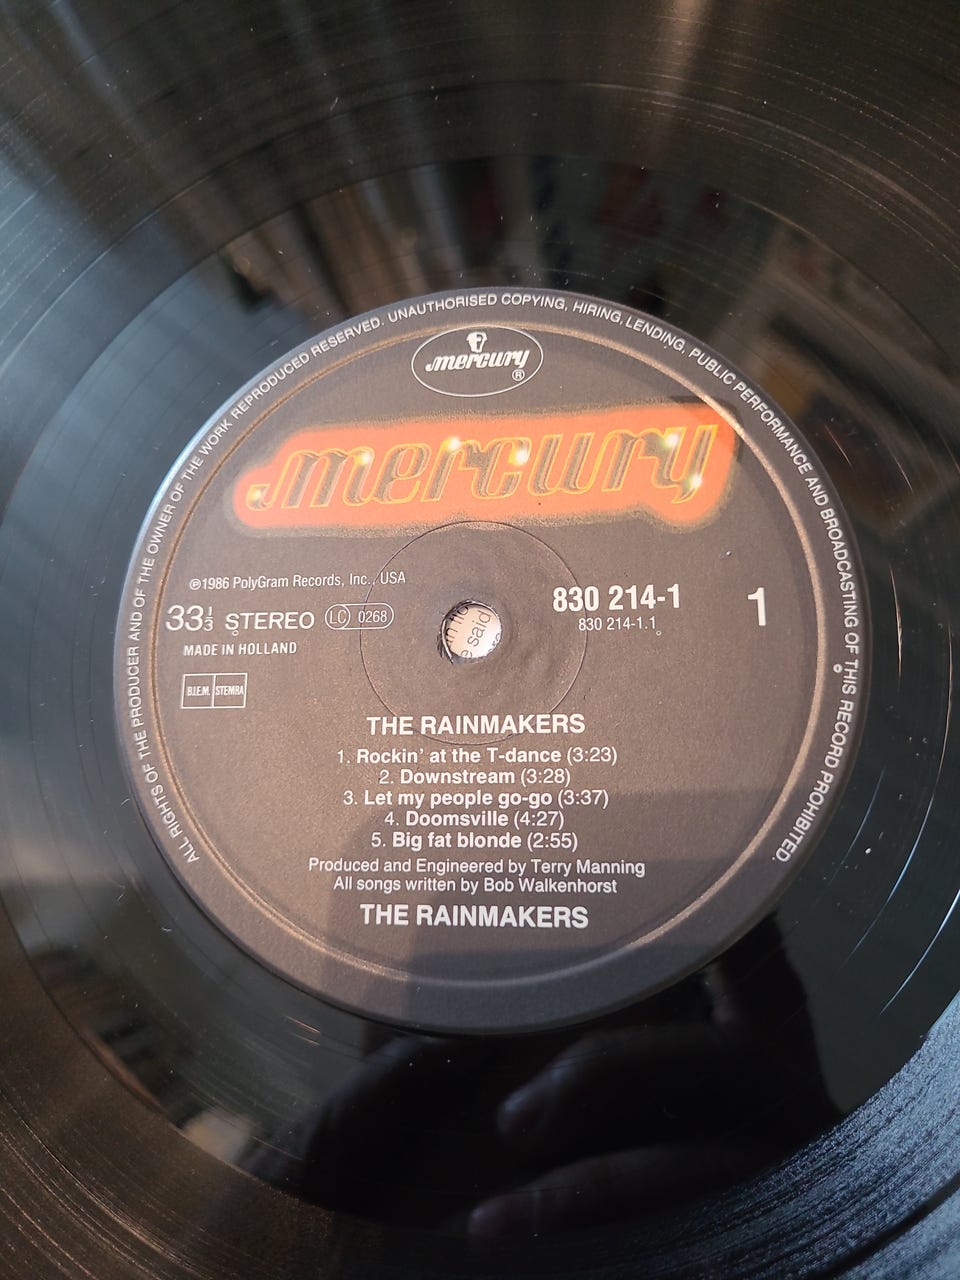 ALL RIGHTS OF THE PRODUCER AND OF THE OWNER OF THE WORK REPRODUCED RESERVED. UNAUTHORISED COPYING, HIRING, LENDING, PUBLIC PERFORMANCE AND BROADCASTING OF THIS RECORD PROHIBITED.
mercury ®
mercury
℗1986 PolyGram Records, Inc., USA
33⅓ STEREO LC 0268
MADE IN HOLLAND
B.I.E.M. STEMRA
830 214-1
830 214-1.1
1
THE RAINMAKERS
1. Rockin' at the T-dance (3:23)
2. Downstream (3:28)
3. Let my people go-go (3:37)
4. Doomsville (4:27)
5. Big fat blonde (2:55)
Produced and Engineered by Terry Manning
All songs written by Bob Walkenhorst
THE RAINMAKERS
said